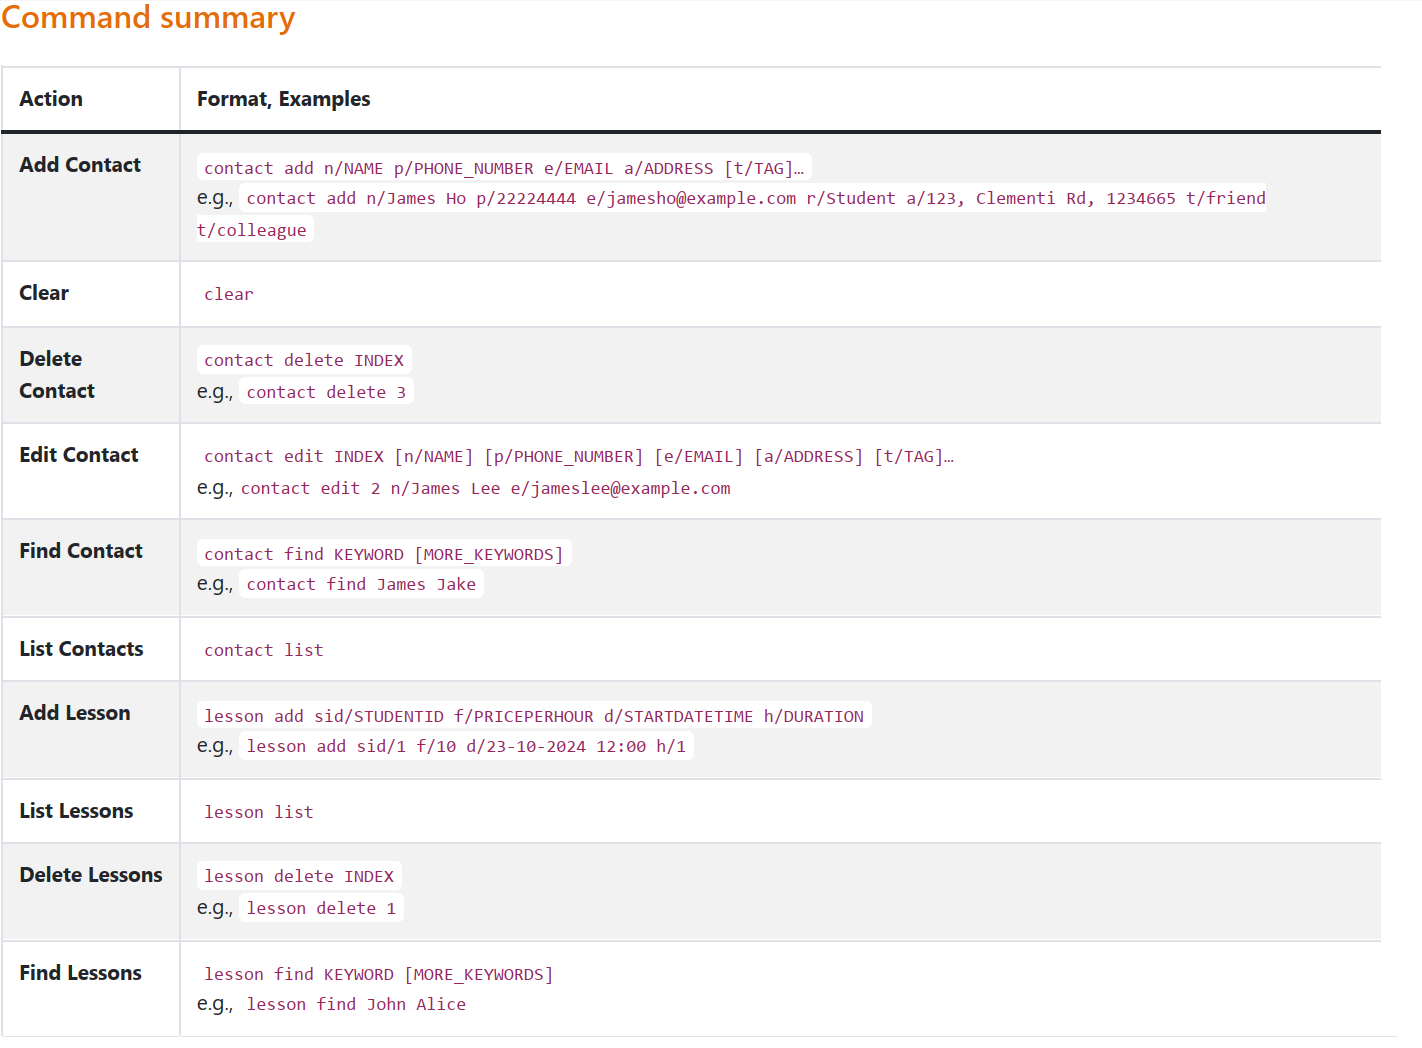 Command summary
Action
Format, Examples
Add Contact
contact add n/NAME p/PHONE_NUMBER e/EMAIL a/ADDRESS [t/TAG]…
e.g., contact add n/James Ho p/22224444 e/jamesho@example.com r/Student a/123, Clementi Rd, 1234665 t/friend
t/colleague
Clear
clear
Delete
Contact
contact delete INDEX
e.g., contact delete 3
Edit Contact
contact edit INDEX [n/NAME] [p/PHONE_NUMBER] [e/EMAIL] [a/ADDRESS] [t/TAG]…
e.g., contact edit 2 n/James Lee e/jameslee@example.com
Find Contact
contact find KEYWORD [MORE_KEYWORDS]
e.g., contact find James Jake
List Contacts
contact list
Add Lesson
lesson add sid/STUDENTID f/PRICEPERHOUR d/STARTDATETIME h/DURATION
e.g., lesson add sid/1 f/10 d/23-10-2024 12:00 h/1
List Lessons
lesson list
Delete Lessons
lesson delete INDEX
e.g., lesson delete 1
Find Lessons
lesson find KEYWORD [MORE_KEYWORDS]
e.g., lesson find John Alice